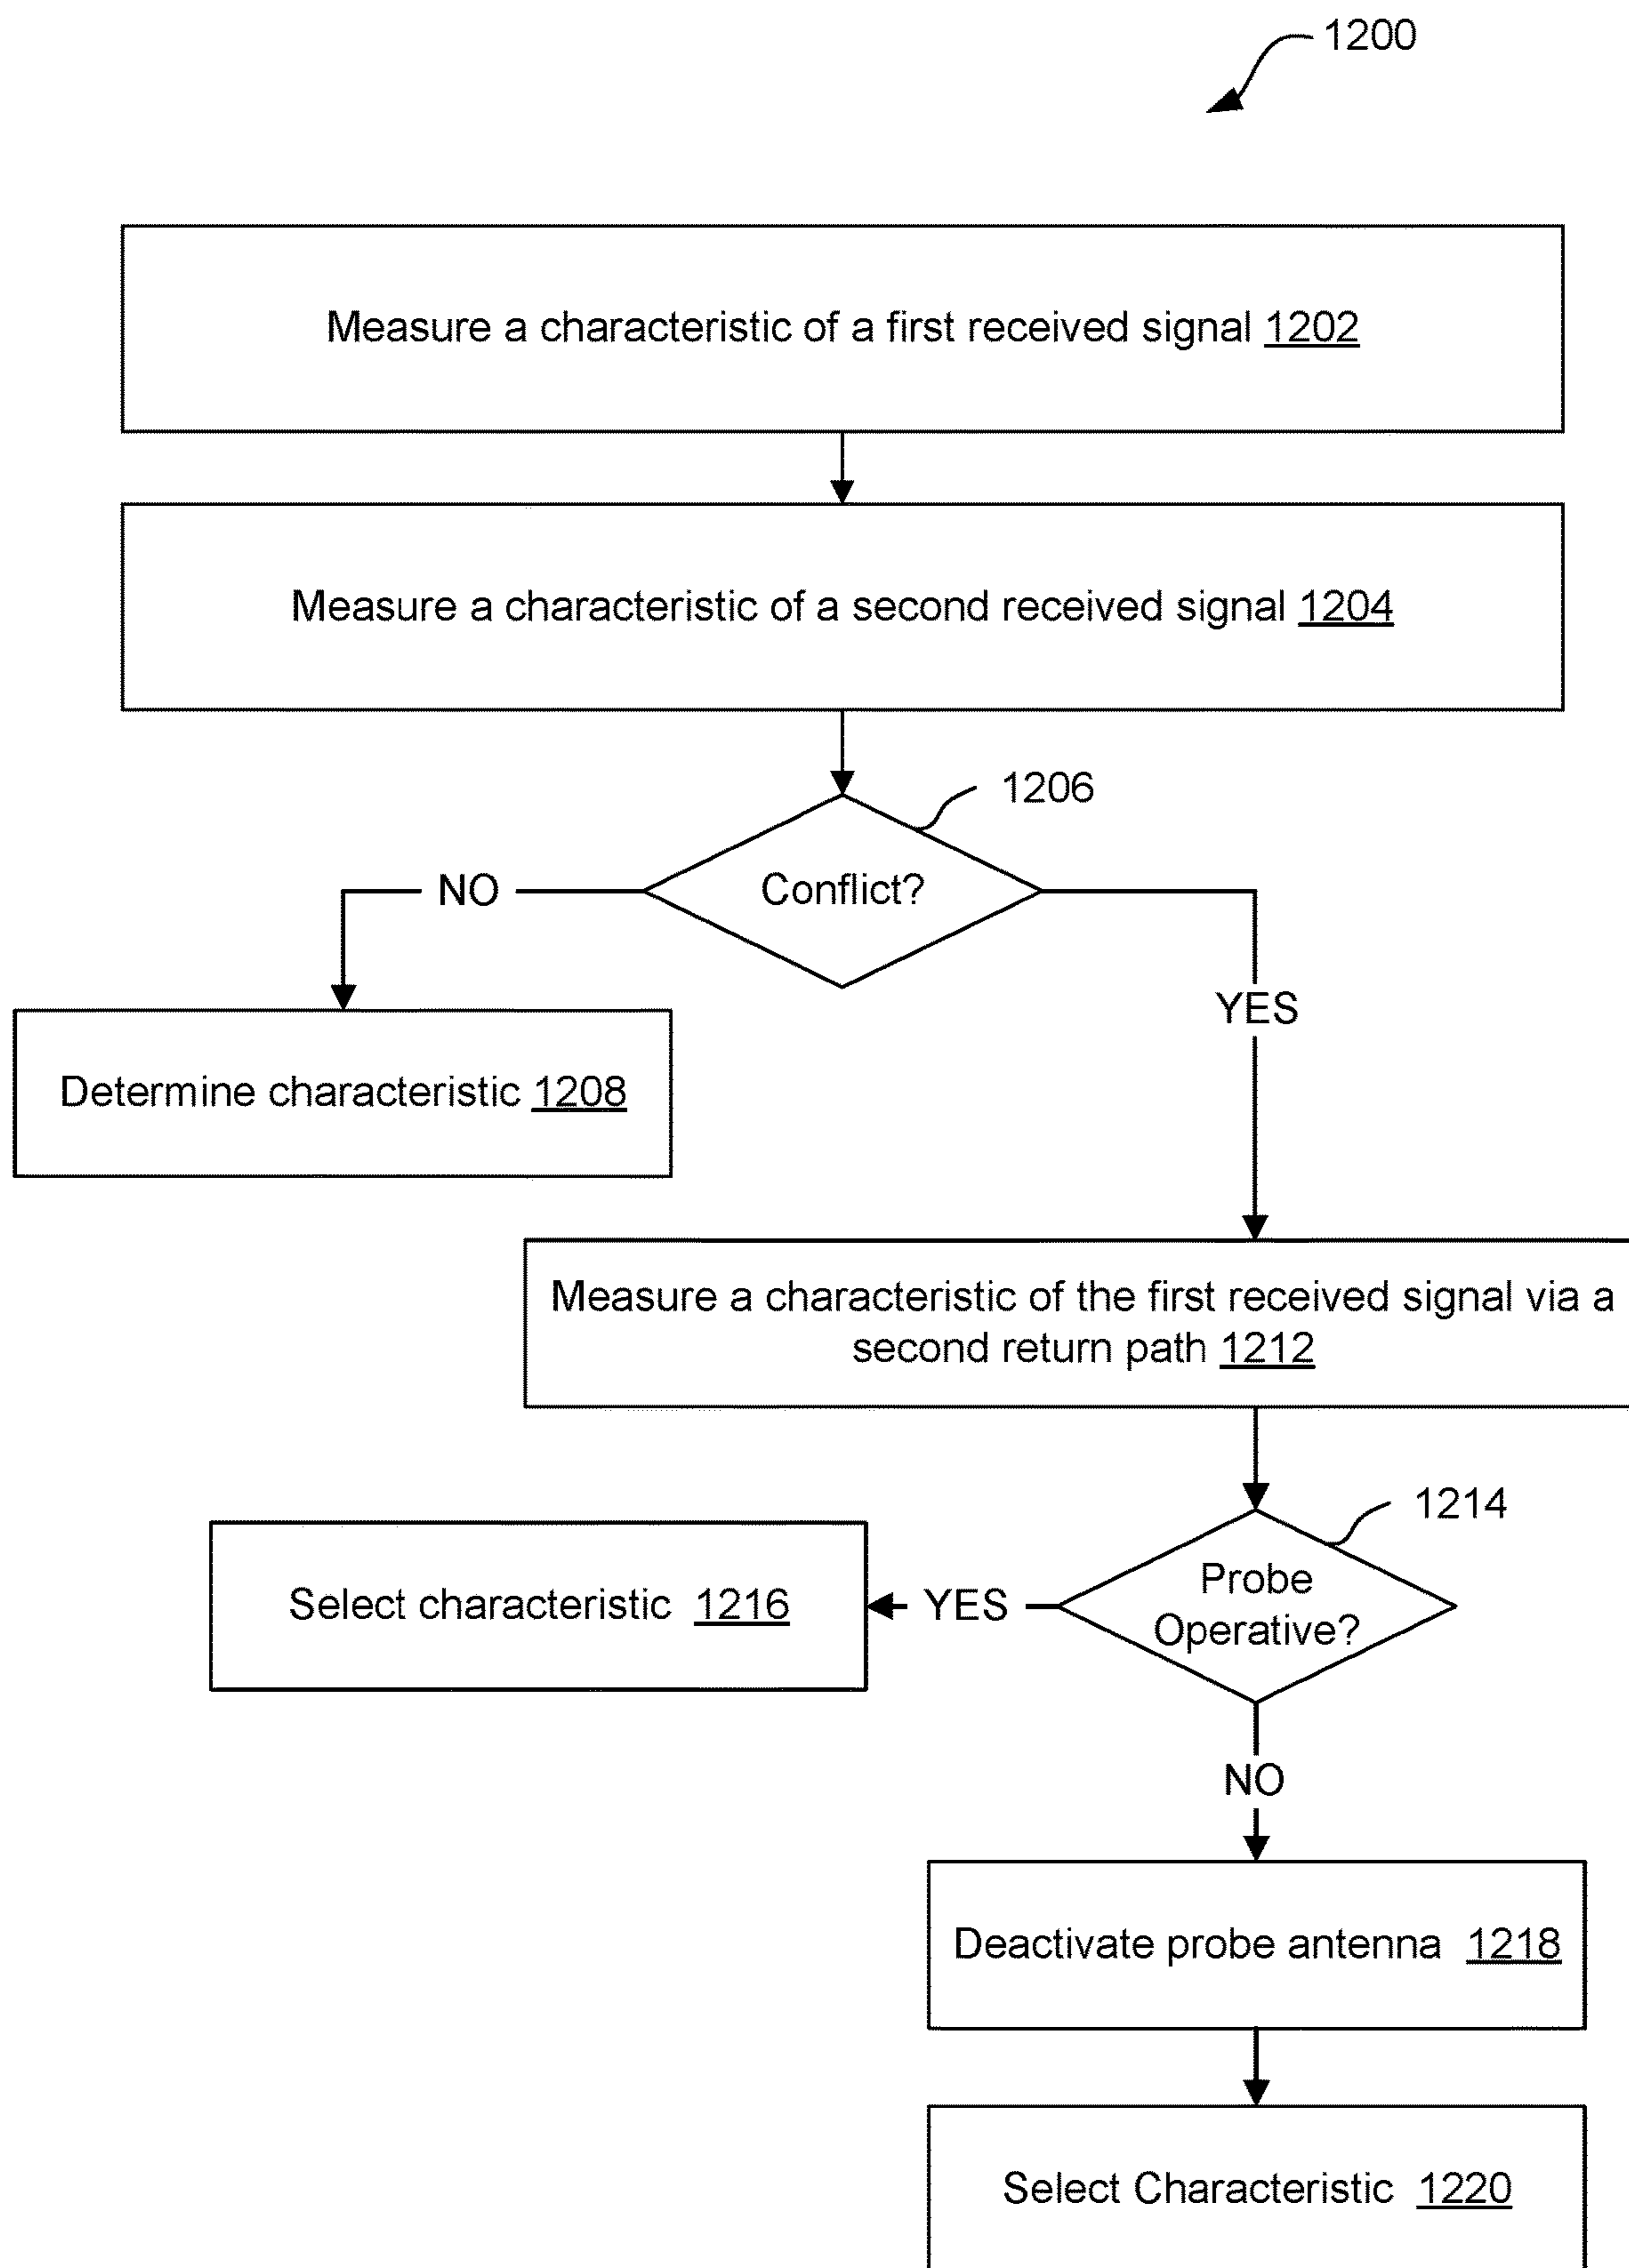 1200
Measure a characteristic of a first received signal 1202
Measure a characteristic of a second received signal 1204
1206
Conflict?
NO
YES
Determine characteristic 1208
Measure a characteristic of the first received signal via a
second return path 1212
1214
Probe
Operative?
YES
Select characteristic 1216
NO
Deactivate probe antenna 1218
Select Characteristic 1220